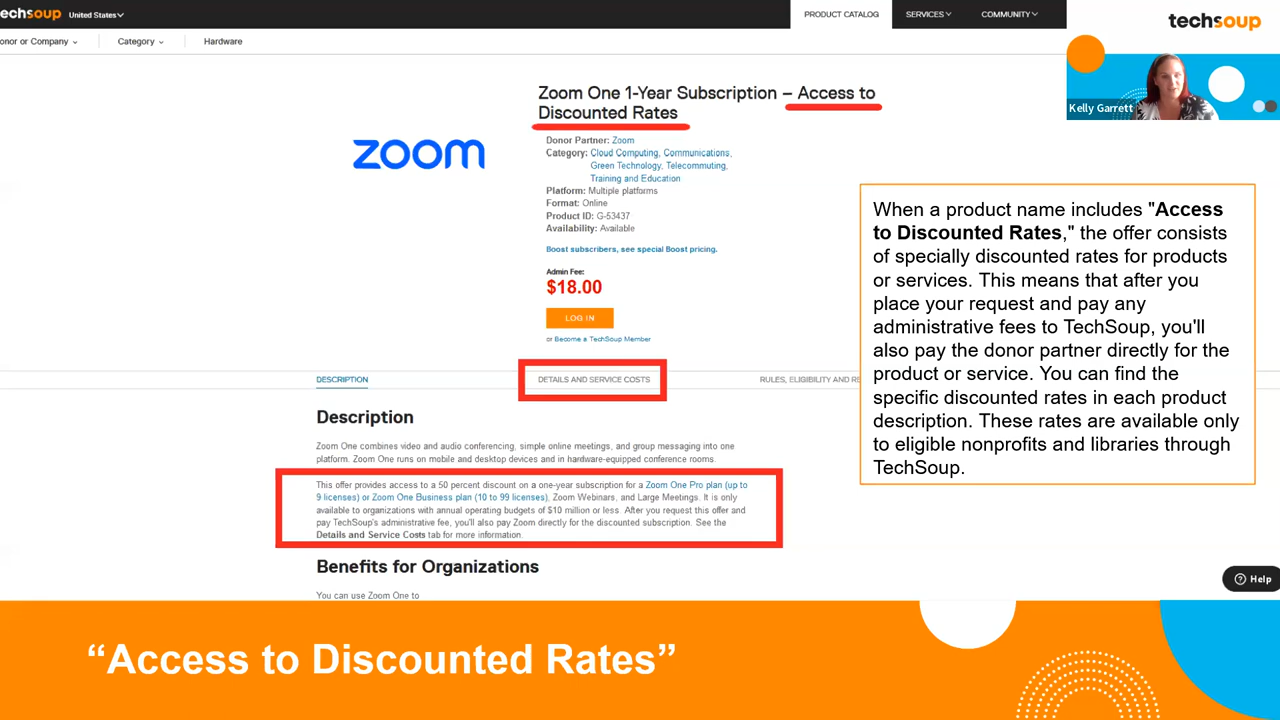 echsoup United States
PRODUCT CATALOG
SERVICES
COMMUNITY
techsoup
onor or Company
Category
Hardware
Kelly Garrett
Zoom One 1-Year Subscription – Access to
Discounted Rates
zoom
Donor Partner: Zoom
Category: Cloud Computing, Communications,
Green Technology, Telecommuting,
Training and Education
Platform: Multiple platforms
Format: Online
Product ID: G-53437
Availability: Available
Boost subscribers, see special Boost pricing.
Admin Fee:
$18.00
LOG IN
or Become a TechSoup Member
When a product name includes "Access
to Discounted Rates," the offer consists
of specially discounted rates for products
or services. This means that after you
place your request and pay any
administrative fees to TechSoup, you'll
also pay the donor partner directly for the
product or service. You can find the
specific discounted rates in each product
description. These rates are available only
to eligible nonprofits and libraries through
TechSoup.
DESCRIPTION
DETAILS AND SERVICE COSTS
RULES, ELIGIBILITY AND RE
Description
Zoom One combines video and audio conferencing, simple online meetings, and group messaging into one
platform. Zoom One runs on mobile and desktop devices and in hardware-equipped conference rooms.
This offer provides access to a 50 percent discount on a one-year subscription for a Zoom One Pro plan (up to
9 licenses) or Zoom One Business plan (10 to 99 licenses), Zoom Webinars, and Large Meetings. It is only
available to organizations with annual operating budgets of $10 million or less. After you request this offer and
pay TechSoup's administrative fee, you'll also pay Zoom directly for the discounted subscription. See the
Details and Service Costs tab for more information.
Benefits for Organizations
You can use Zoom One to
Help
“Access to Discounted Rates”